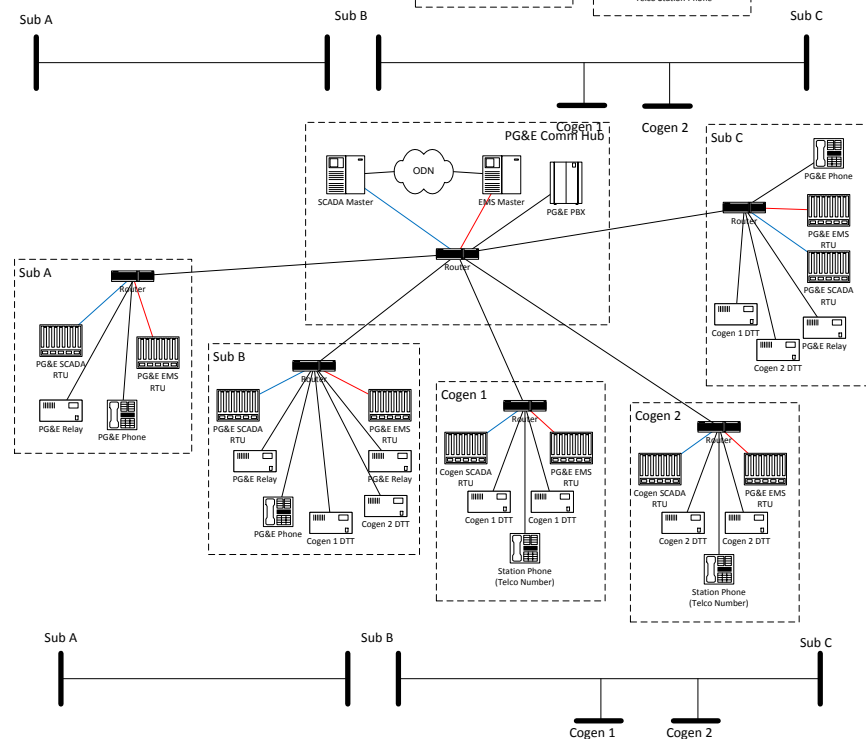 Telco Station Phone
Sub A
Sub B
Sub C
Cogen 1
Cogen 2
PG&E Comm Hub
SCADA Master
ODN
EMS Master
PG&E PBX
Router
Sub C
PG&E Phone
Router
PG&E EMS
RTU
PG&E SCADA
RTU
Cogen 1 DTT
PG&E Relay
Cogen 2 DTT
Sub A
Router
PG&E SCADA
RTU
PG&E EMS
RTU
PG&E Relay
PG&E Phone
Sub B
Router
PG&E SCADA
RTU
PG&E EMS
RTU
PG&E Relay
PG&E Relay
PG&E Phone
Cogen 1 DTT
Cogen 2 DTT
Cogen 1
Router
Cogen SCADA
RTU
PG&E EMS
RTU
Cogen 1 DTT
Cogen 1 DTT
Station Phone
(Telco Number)
Cogen 2
Router
Cogen SCADA
RTU
PG&E EMS
RTU
Cogen 2 DTT
Cogen 2 DTT
Station Phone
(Telco Number)
Sub A
Sub B
Sub C
Cogen 1
Cogen 2